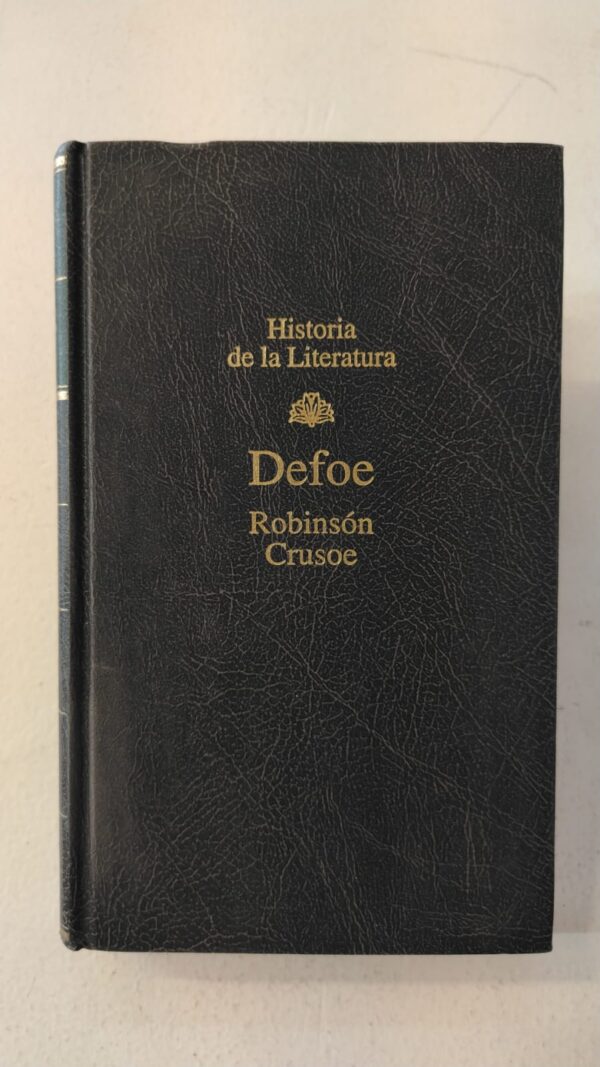 Historia
de la Literatura
Defoe
Robinsón
Crusoe